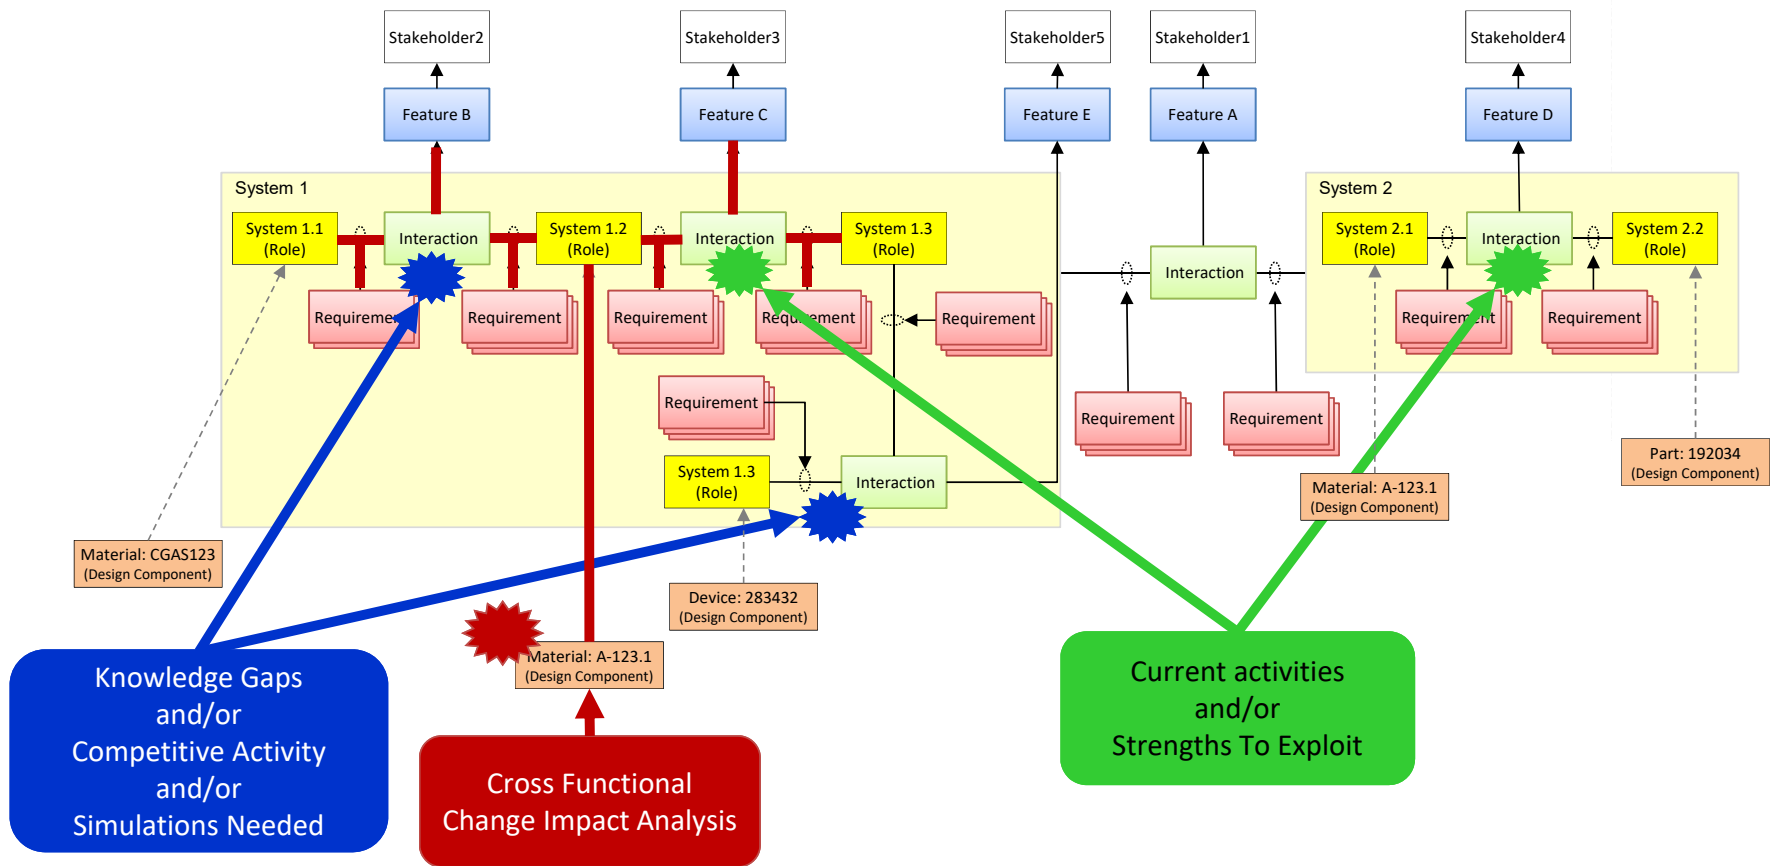 Stakeholder2
Stakeholder3
Stakeholder5
Stakeholder1
Stakeholder4
Feature B
Feature C
Feature E
Feature A
Feature D
System 1
System 2
System 1.1
(Role)
Interaction
System 1.2
(Role)
Interaction
System 1.3
(Role)
Interaction
System 2.1
(Role)
Interaction
System 2.2
(Role)
Requirement
Requirement
Requirement
Requirement
Requirement
Requirement
Requirement
Requirement
Requirement
Requirement
System 1.3
(Role)
Interaction
Part: 192034
(Design Component)
Material: A-123.1
(Design Component)
Material: CGAS123
(Design Component)
Device: 283432
(Design Component)
Material: A-123.1
(Design Component)
Knowledge Gaps
and/or
Competitive Activity
and/or
Simulations Needed
Cross Functional
Change Impact Analysis
Current activities
and/or
Strengths To Exploit